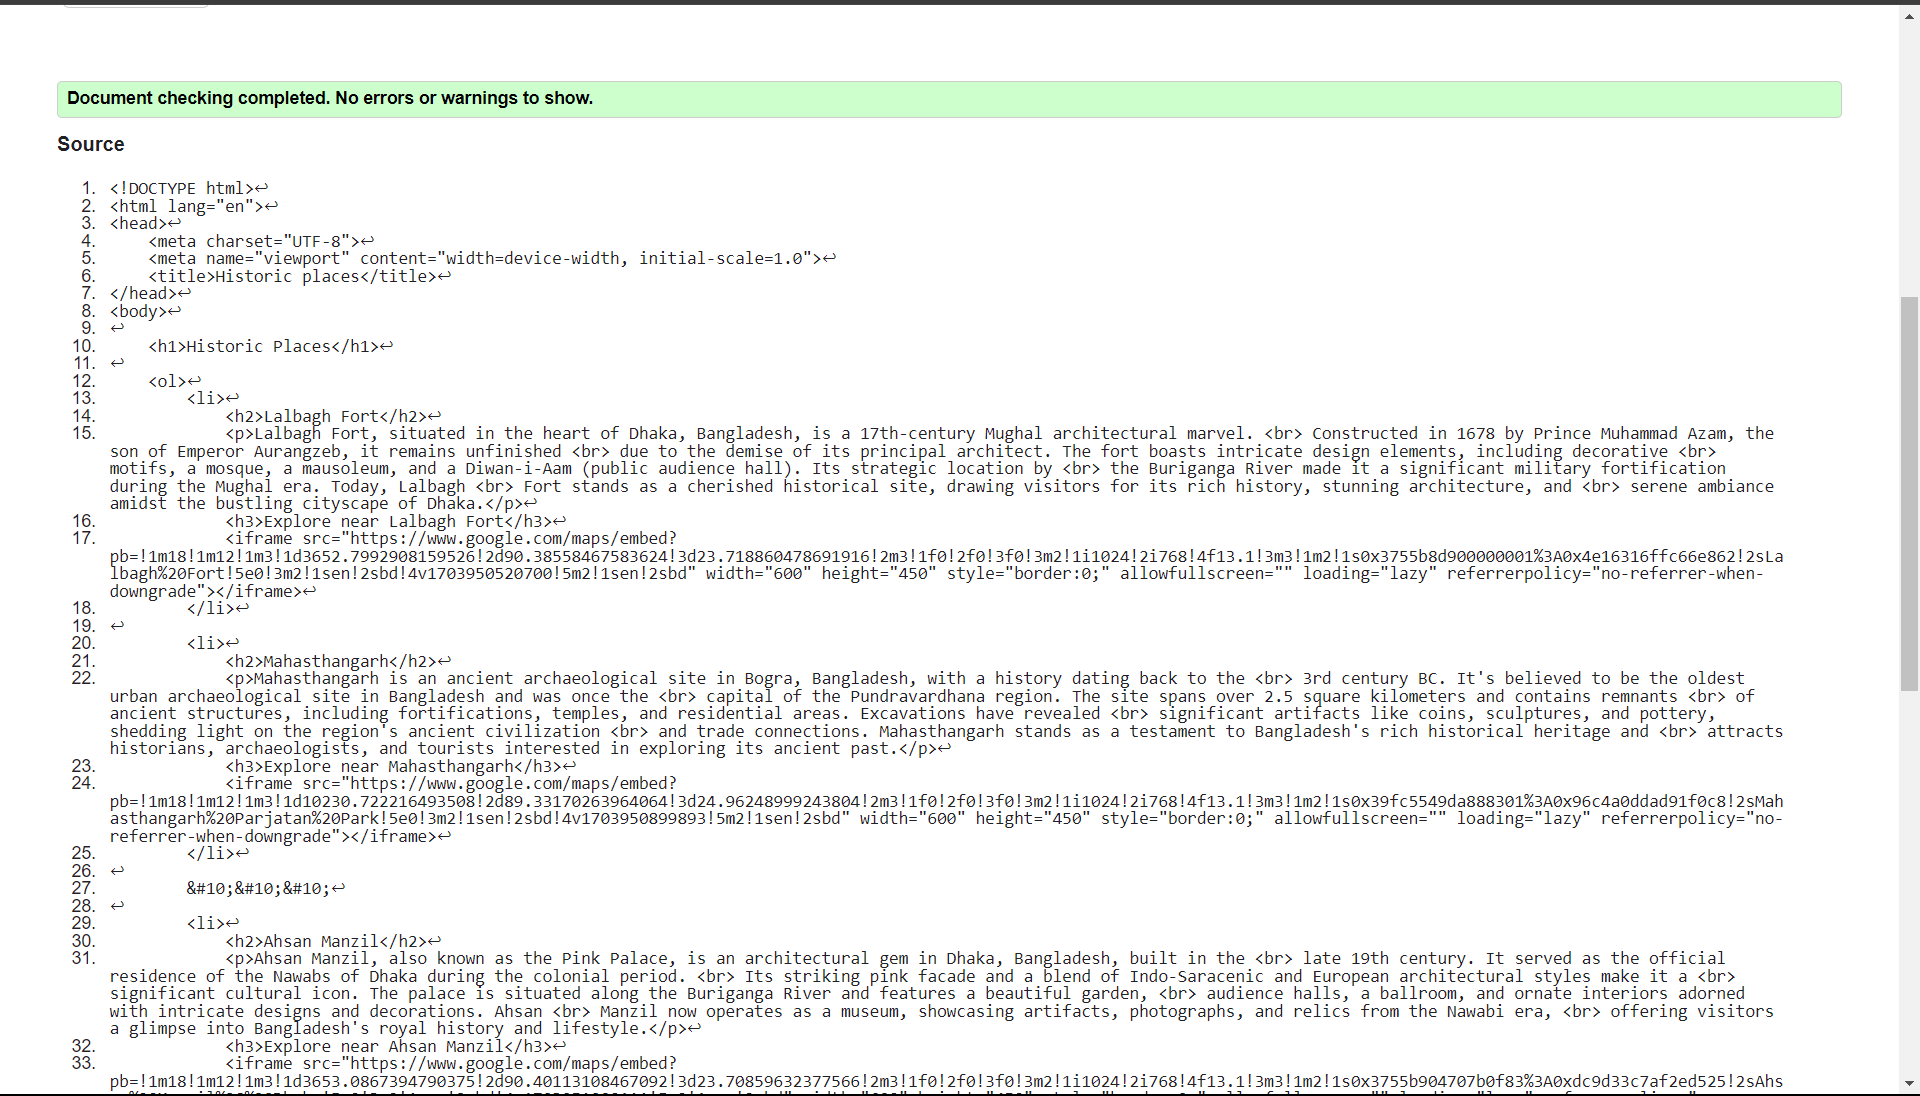 Document checking completed. No errors or warnings to show.
Source
1. <!DOCTYPE html>↩
2. <html lang="en">↩
3. <head>↩
4. <meta charset="UTF-8">↩
5. <meta name="viewport" content="width=device-width, initial-scale=1.0">↩
6. <title>Historic places</title>↩
7. </head>↩
8. <body>↩
9. ↩
10. <h1>Historic Places</h1>↩
11. ↩
12. <ol>↩
13. <li>↩
14. <h2>Lalbagh Fort</h2>↩
15. <p>Lalbagh Fort, situated in the heart of Dhaka, Bangladesh, is a 17th-century Mughal architectural marvel. <br> Constructed in 1678 by Prince Muhammad Azam, the
son of Emperor Aurangzeb, it remains unfinished <br> due to the demise of its principal architect. The fort boasts intricate design elements, including decorative <br>
motifs, a mosque, a mausoleum, and a Diwan-i-Aam (public audience hall). Its strategic location by <br> the Buriganga River made it a significant military fortification
during the Mughal era. Today, Lalbagh <br> Fort stands as a cherished historical site, drawing visitors for its rich history, stunning architecture, and <br> serene ambiance
amidst the bustling cityscape of Dhaka.</p>↩
16. <h3>Explore near Lalbagh Fort</h3>↩
17. <iframe src="https://www.google.com/maps/embed?
pb=!1m18!1m12!1m3!1d3652.7992908159526!2d90.38558467583624!3d23.718860478691916!2m3!1f0!2f0!3f0!3m2!1i1024!2i768!4f13.1!3m3!1m2!1s0x3755b8d900000001%3A0x4e16316ffc66e862!2sLa
lbagh%20Fort!5e0!3m2!1sen!2sbd!4v1703950520700!5m2!1sen!2sbd" width="600" height="450" style="border:0;" allowfullscreen="" loading="lazy" referrerpolicy="no-referrer-when-
downgrade"></iframe>↩
18. </li>↩
19. ↩
20. <li>↩
21. <h2>Mahasthangarh</h2>↩
22. <p>Mahasthangarh is an ancient archaeological site in Bogra, Bangladesh, with a history dating back to the <br> 3rd century BC. It's believed to be the oldest
urban archaeological site in Bangladesh and was once the <br> capital of the Pundravardhana region. The site spans over 2.5 square kilometers and contains remnants <br> of
ancient structures, including fortifications, temples, and residential areas. Excavations have revealed <br> significant artifacts like coins, sculptures, and pottery,
shedding light on the region's ancient civilization <br> and trade connections. Mahasthangarh stands as a testament to Bangladesh's rich historical heritage and <br> attracts
historians, archaeologists, and tourists interested in exploring its ancient past.</p>↩
23. <h3>Explore near Mahasthangarh</h3>↩
24. <iframe src="https://www.google.com/maps/embed?
pb=!1m18!1m12!1m3!1d10230.722216493508!2d89.33170263964064!3d24.96248999243804!2m3!1f0!2f0!3f0!3m2!1i1024!2i768!4f13.1!3m3!1m2!1s0x39fc5549da888301%3A0x96c4a0ddad91f0c8!2sMah
asthangarh%20Parjatan%20Park!5e0!3m2!1sen!2sbd!4v1703950899893!5m2!1sen!2sbd" width="600" height="450" style="border:0;" allowfullscreen="" loading="lazy" referrerpolicy="no-
referrer-when-downgrade"></iframe>↩
25. </li>↩
26. ↩
27. &#10;&#10;&#10;↩
28. ↩
29. <li>↩
30. <h2>Ahsan Manzil</h2>↩
31. <p>Ahsan Manzil, also known as the Pink Palace, is an architectural gem in Dhaka, Bangladesh, built in the <br> late 19th century. It served as the official
residence of the Nawabs of Dhaka during the colonial period. <br> Its striking pink facade and a blend of Indo-Saracenic and European architectural styles make it a <br>
significant cultural icon. The palace is situated along the Buriganga River and features a beautiful garden, <br> audience halls, a ballroom, and ornate interiors adorned
with intricate designs and decorations. Ahsan <br> Manzil now operates as a museum, showcasing artifacts, photographs, and relics from the Nawabi era, <br> offering visitors
a glimpse into Bangladesh's royal history and lifestyle.</p>↩
32. <h3>Explore near Ahsan Manzil</h3>↩
33. <iframe src="https://www.google.com/maps/embed?
pb=!1m18!1m12!1m3!1d3653.0867394790375!2d90.40113108467092!3d23.70859632377566!2m3!1f0!2f0!3f0!3m2!1i1024!2i768!4f13.1!3m3!1m2!1s0x3755b904707b0f83%3A0xdc9d33c7af2ed525!2sAhs